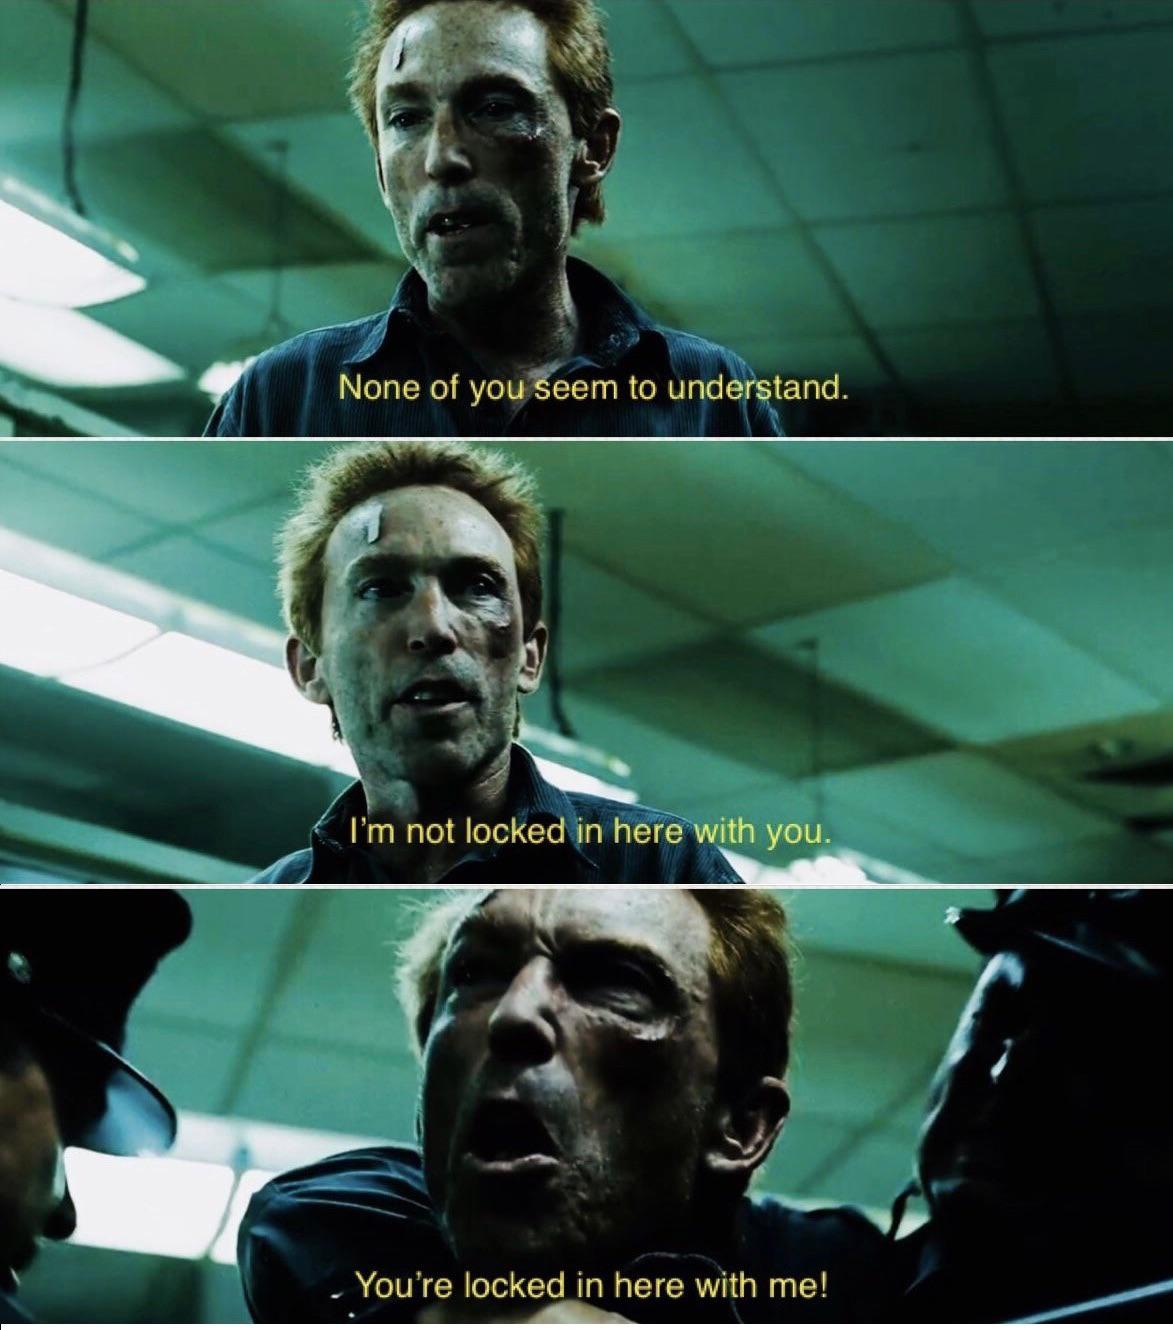 None of you seem to understand.
I'm not locked in here with you.
You're locked in here with me!